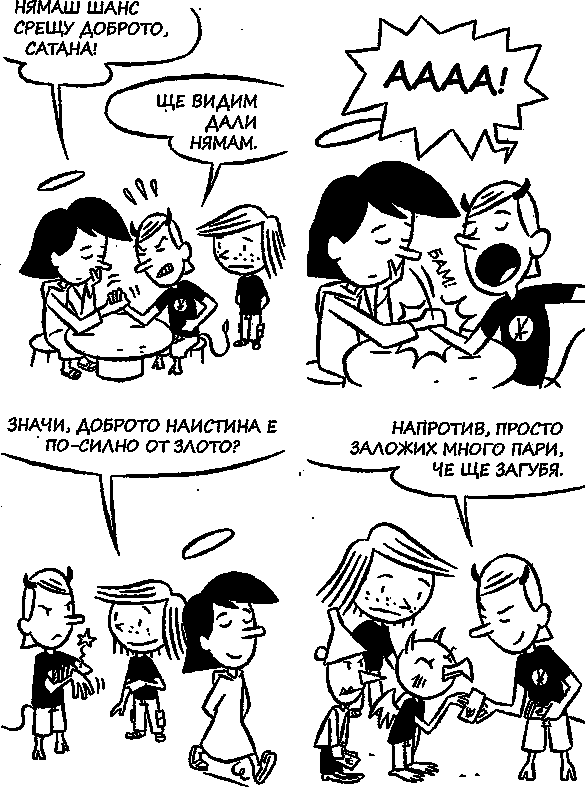 НЯМАШ ШАНС
СРЕЩУ ДОБРОТО,
САТАНА!
ЩЕ ВИДИМ
ДАЛИ
НЯМАМ.
АААА!
БАМ!
ЗНАЧИ, ДОБРОТО НАИСТИНА Е
ПО-СИЛНО ОТ ЗЛОТО?
НАПРОТИВ, ПРОСТО
ЗАЛОЖИХ МНОГО ПАРИ,
ЧЕ ЩЕ ЗАГУБЯ.